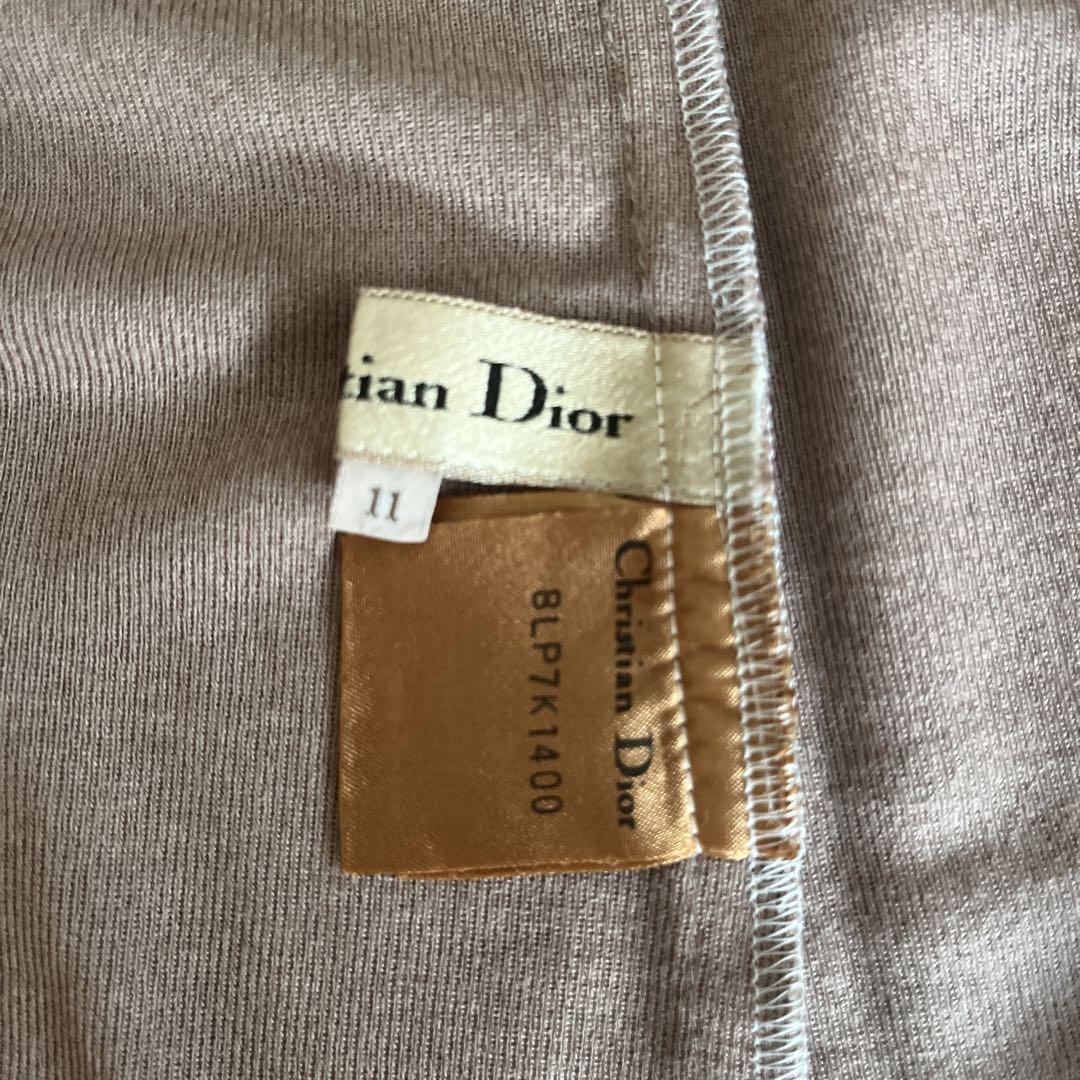 tian Dior
11
Christian Dior
8LP7K1400